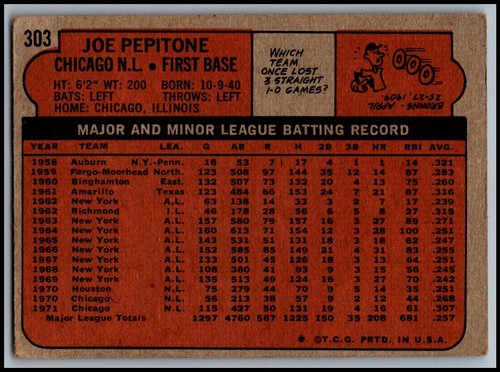 303
JOE PEPITONE
CHICAGO N.L. • FIRST BASE
HT: 6'2" WT: 200 BORN: 10-9-40
BATS: LEFT THROWS: LEFT
HOME: CHICAGO, ILLINOIS
WHICH
TEAM
ONCE LOST
3 STRAIGHT
1-0 GAMES?
000
BROWNS - APRIL
25-27, 1909
MAJOR AND MINOR LEAGUE BATTING RECORD
YEAR TEAM LEA. G AB R H 2B 3B HR RBI AVG.
1958 Auburn N.Y.-Penn. 16 53 7 17 4 1 1 14 .321
1959 Fargo-Moorhead North. 123 508 97 144 35 12 14 87 .283
1960 Binghamton East. 132 507 73 132 20 5 13 75 .260
1961 Amarillo Texas 123 484 86 153 24 7 21 87 .316
1962 New York A.L. 63 138 14 33 3 2 7 17 .239
1962 Richmond I.L. 46 178 28 56 6 3 8 18 .315
1963 New York A.L. 157 580 79 157 16 3 27 89 .271
1964 New York A.L. 160 613 71 154 12 3 28 100 .251
1965 New York A.L. 143 531 51 131 18 3 18 62 .247
1966 New York A.L. 152 585 85 149 21 4 31 83 .255
1967 New York A.L. 133 501 45 126 18 3 13 64 .251
1968 New York A.L. 108 380 41 93 9 3 15 56 .245
1969 New York A.L. 135 513 49 124 16 3 27 70 .242
1970 Houston N.L. 75 279 44 70 9 5 14 35 .251
1970 Chicago N.L. 56 213 38 57 9 2 12 44 .268
1971 Chicago N.L. 115 427 50 131 19 4 16 61 .307
Major League Totals 1297 4760 567 1225 150 35 208 681 .257
* © T.C.G. PRTD. IN U.S.A.